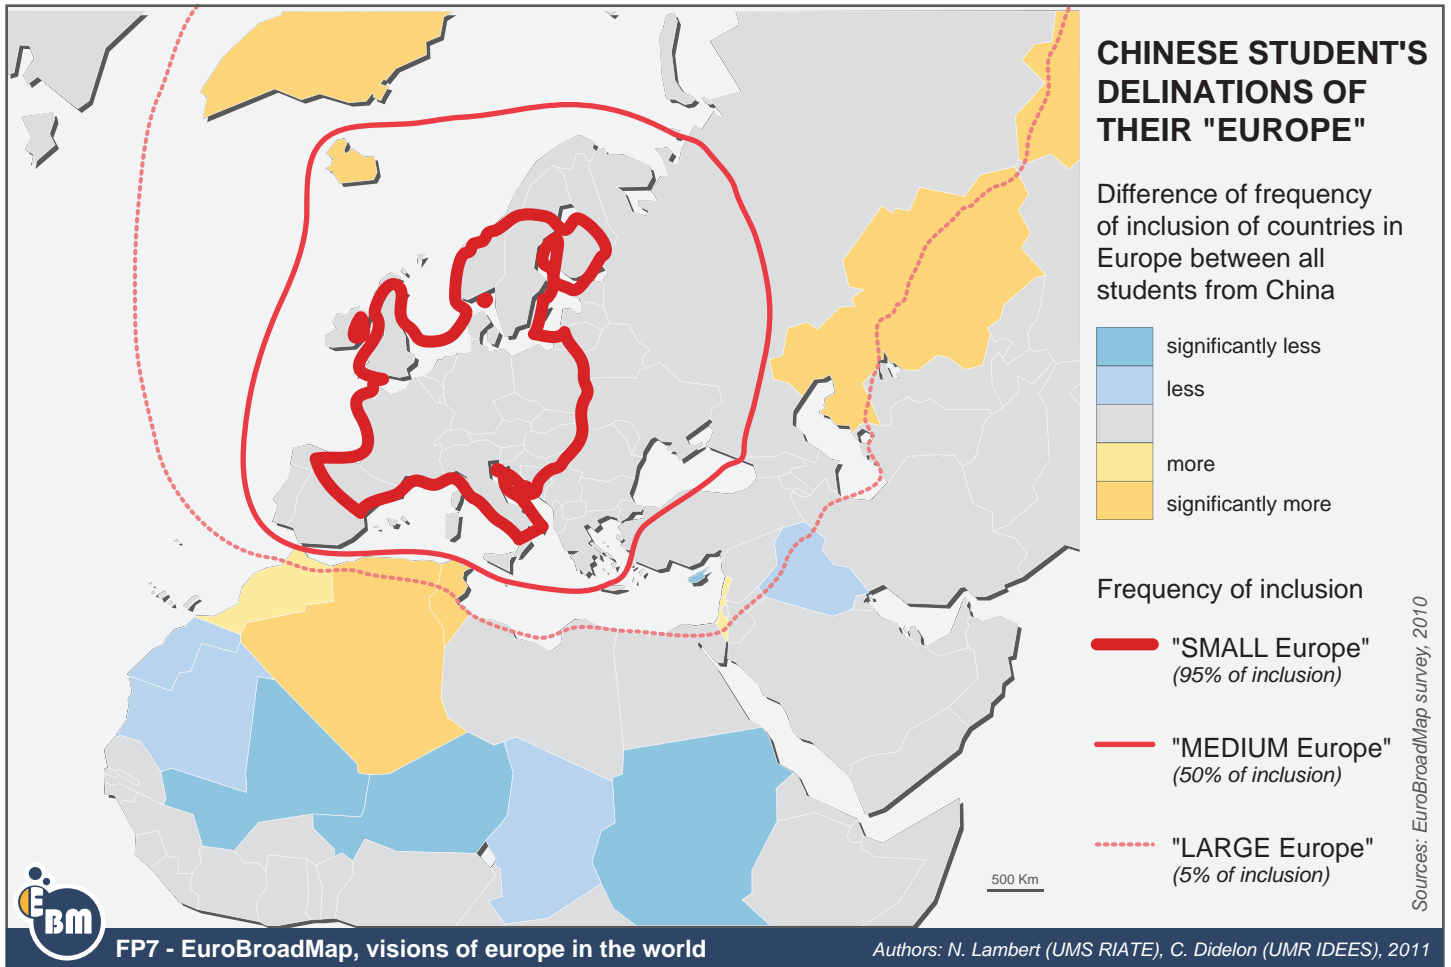 CHINESE STUDENT'S
DELINATIONS OF
THEIR "EUROPE"
Difference of frequency
of inclusion of countries in
Europe between all
students from China
significantly less
less
more
significantly more
Frequency of inclusion
"SMALL Europe"
(95% of inclusion)
"MEDIUM Europe"
(50% of inclusion)
"LARGE Europe"
(5% of inclusion)
Sources: EuroBroadMap survey, 2010
500 Km
EBM
FP7 - EuroBroadMap, visions of europe in the world
Authors: N. Lambert (UMS RIATE), C. Didelon (UMR IDEES), 2011